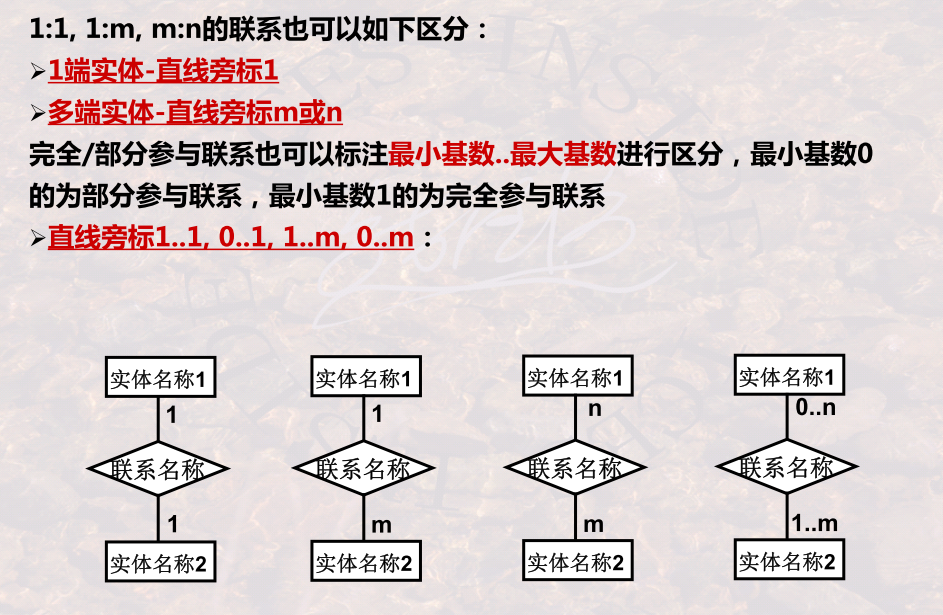 1:1, 1:m, m:n的联系也可以如下区分：
➢1端实体-直线旁标1
➢多端实体-直线旁标m或n
完全/部分参与联系也可以标注最小基数..最大基数进行区分，最小基数0
的为部分参与联系，最小基数1的为完全参与联系
➢直线旁标1..1, 0..1, 1..m, 0..m：
实体名称1
1
联系名称
1
实体名称2
实体名称1
1
联系名称
m
实体名称2
实体名称1
n
联系名称
m
实体名称2
实体名称1
0..n
联系名称
1..m
实体名称2